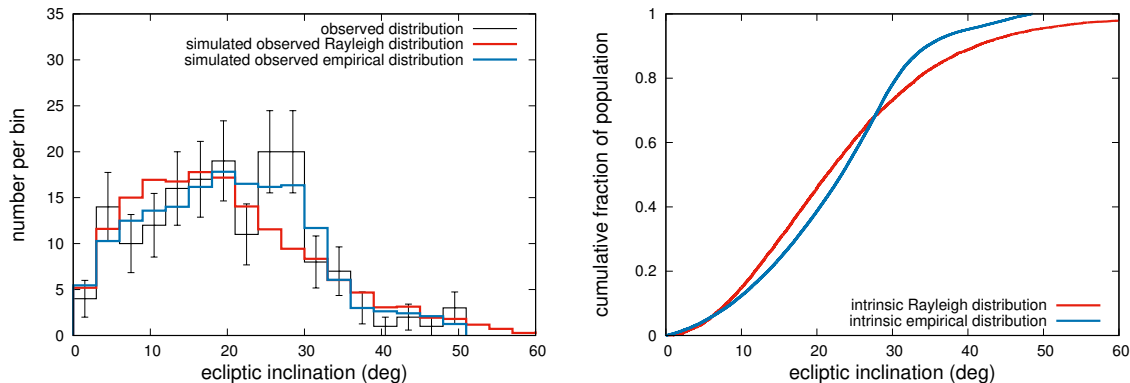 observed distribution
simulated observed Rayleigh distribution
simulated observed empirical distribution
35
30
25
20
15
10
5
0
number per bin
0 10 20 30 40 50 60
ecliptic inclination (deg)
1
0.8
0.6
0.4
0.2
0
cumulative fraction of population
intrinsic Rayleigh distribution
intrinsic empirical distribution
0 10 20 30 40 50 60
ecliptic inclination (deg)